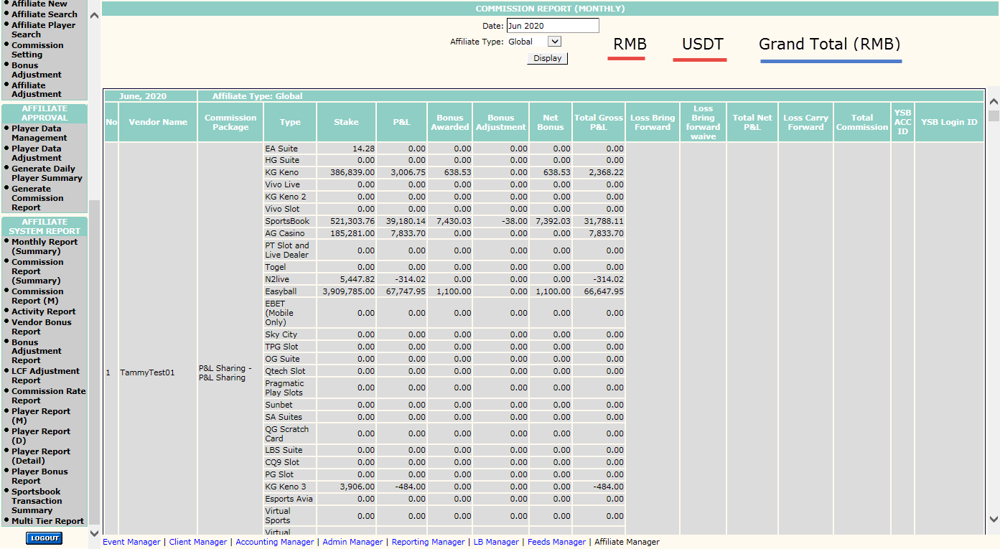 Affiliate New
Affiliate Search
Affiliate Player
Search
Commission
Setting
Bonus
Adjustment
Affiliate
Adjustment
AFFILIATE
APPROVAL
Player Data
Management
Player Data
Adjustment
Generate Daily
Player Summary
Generate
Commission
Report
AFFILIATE
SYSTEM REPORT
Monthly Report
(Summary)
Commission
Report
(Summary)
Commission
Report (M)
Activity Report
Vendor Bonus
Report
Bonus
Adjustment
Report
LCF Adjustment
Report
Commission Rate
Report
Player Report
(M)
Player Report
(D)
Player Report
(Detail)
Player Bonus
Report
Sportsbook
Transaction
Summary
Multi Tier Report
LOGOUT
COMMISSION REPORT (MONTHLY)
Date: Jun 2020
Affiliate Type: Global
Display
RMB USDT Grand Total (RMB)
June, 2020 Affiliate Type: Global
No Vendor Name Commission Package Type Stake P&L Bonus Awarded Bonus Adjustment Net Bonus Total Gross P&L Loss Bring Forward Loss Bring forward waive Total Net P&L Loss Carry Forward Total Commission YSB ACC ID YSB Login ID
1 TammyTest01 P&L Sharing - P&L Sharing
EA Suite 14.28 0.00 0.00 0.00 0.00 0.00
HG Suite 0.00 0.00 0.00 0.00 0.00 0.00
KG Keno 386,839.00 3,006.75 638.53 0.00 638.53 2,368.22
Vivo Live 0.00 0.00 0.00 0.00 0.00 0.00
KG Keno 2 0.00 0.00 0.00 0.00 0.00 0.00
Vivo Slot 0.00 0.00 0.00 0.00 0.00 0.00
SportsBook 521,303.76 39,180.14 7,430.03 -38.00 7,392.03 31,788.11
AG Casino 185,281.00 7,833.70 0.00 0.00 0.00 7,833.70
PT Slot and Live Dealer 0.00 0.00 0.00 0.00 0.00 0.00
Togel 0.00 0.00 0.00 0.00 0.00 0.00
N2live 5,447.82 -314.02 0.00 0.00 0.00 -314.02
Easyball 3,909,785.00 67,747.95 1,100.00 0.00 1,100.00 66,647.95
EBET (Mobile Only) 0.00 0.00 0.00 0.00 0.00 0.00
Sky City 0.00 0.00 0.00 0.00 0.00 0.00
TPG Slot 0.00 0.00 0.00 0.00 0.00 0.00
OG Suite 0.00 0.00 0.00 0.00 0.00 0.00
Qtech Slot 0.00 0.00 0.00 0.00 0.00 0.00
Pragmatic Play Slots 0.00 0.00 0.00 0.00 0.00 0.00
Sunbet 0.00 0.00 0.00 0.00 0.00 0.00
SA Suites 0.00 0.00 0.00 0.00 0.00 0.00
QG Scratch Card 0.00 0.00 0.00 0.00 0.00 0.00
LBS Suite 0.00 0.00 0.00 0.00 0.00 0.00
CQ9 Slot 0.00 0.00 0.00 0.00 0.00 0.00
PG Slot 0.00 0.00 0.00 0.00 0.00 0.00
KG Keno 3 3,906.00 -484.00 0.00 0.00 0.00 -484.00
Esports Avia 0.00 0.00 0.00 0.00 0.00 0.00
Virtual Sports 0.00 0.00 0.00 0.00 0.00 0.00
Virtual
Event Manager | Client Manager | Accounting Manager | Admin Manager | Reporting Manager | LB Manager | Feeds Manager | Affiliate Manager